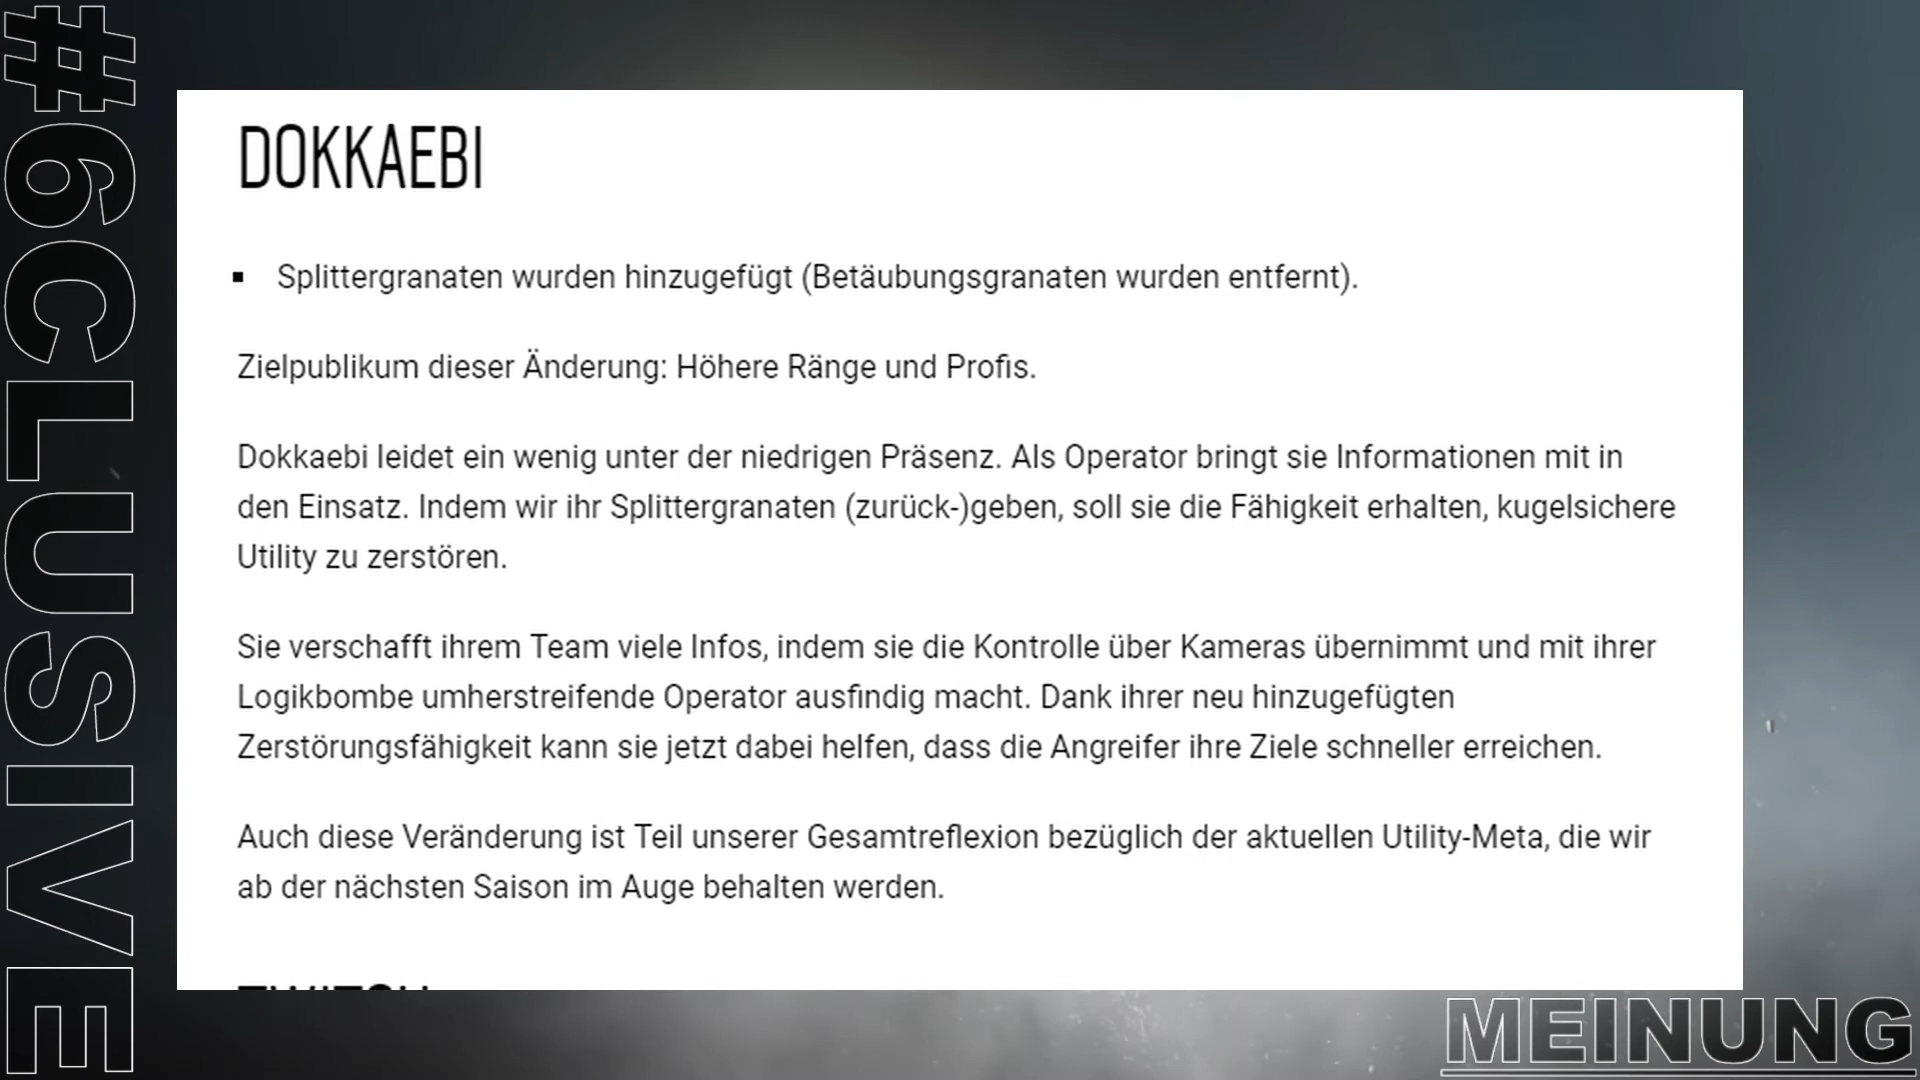 #6CLUSIVE
DOKKAEBI
▪ Splittergranaten wurden hinzugefügt (Betäubungsgranaten wurden entfernt).
Zielpublikum dieser Änderung: Höhere Ränge und Profis.
Dokkaebi leidet ein wenig unter der niedrigen Präsenz. Als Operator bringt sie Informationen mit in
den Einsatz. Indem wir ihr Splittergranaten (zurück-)geben, soll sie die Fähigkeit erhalten, kugelsichere
Utility zu zerstören.
Sie verschafft ihrem Team viele Infos, indem sie die Kontrolle über Kameras übernimmt und mit ihrer
Logikbombe umherstreifende Operator ausfindig macht. Dank ihrer neu hinzugefügten
Zerstörungsfähigkeit kann sie jetzt dabei helfen, dass die Angreifer ihre Ziele schneller erreichen.
Auch diese Veränderung ist Teil unserer Gesamtreflexion bezüglich der aktuellen Utility-Meta, die wir
ab der nächsten Saison im Auge behalten werden.
MEINUNG